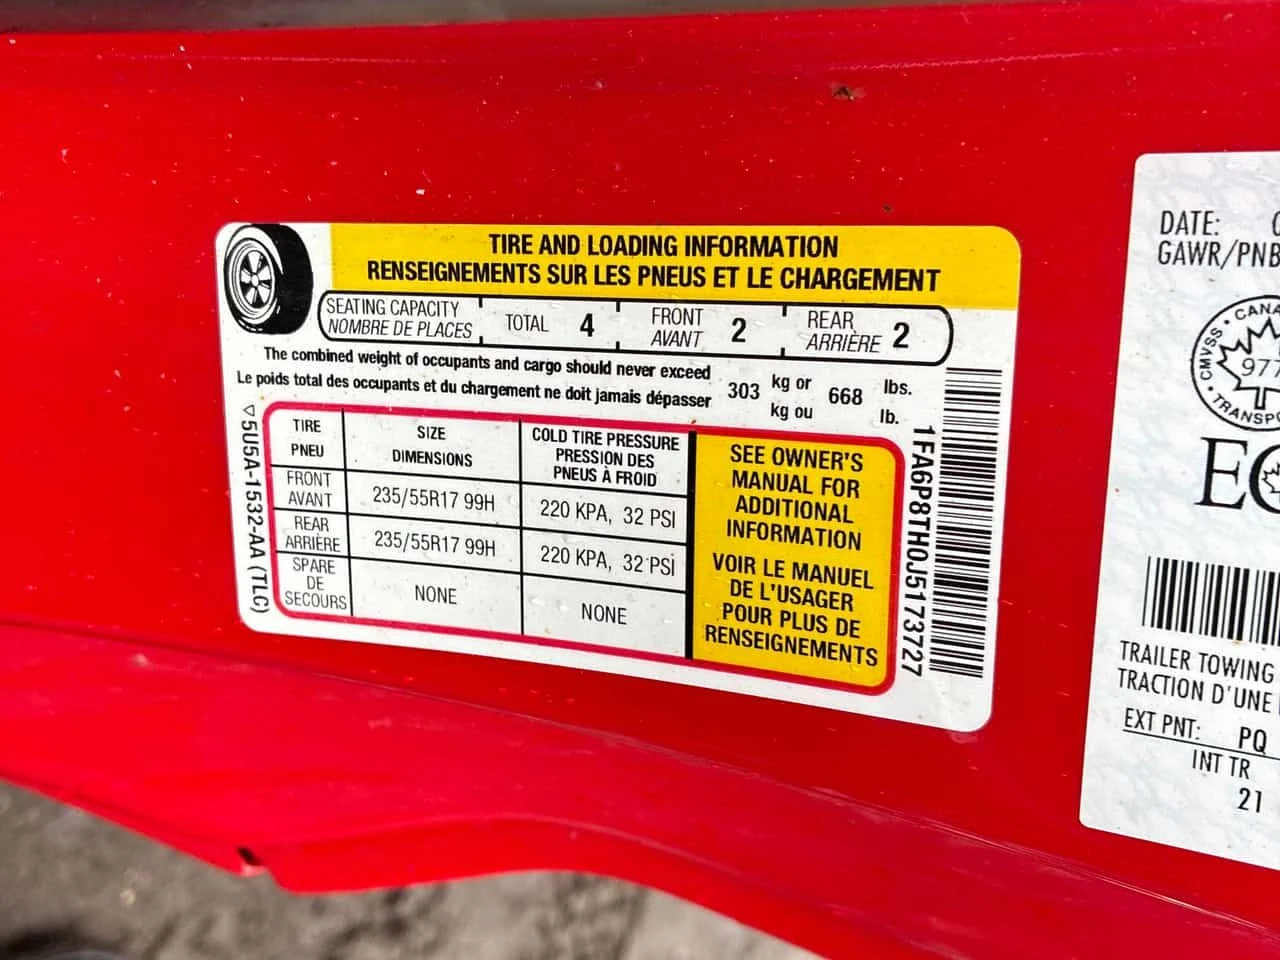 TIRE AND LOADING INFORMATION
RENSEIGNEMENTS SUR LES PNEUS ET LE CHARGEMENT
SEATING CAPACITY
NOMBRE DE PLACES
TOTAL 4
FRONT
AVANT 2
REAR
ARRIÈRE 2
The combined weight of occupants and cargo should never exceed
Le poids total des occupants et du chargement ne doit jamais dépasser
303 kg or 668 lbs.
kg ou lb.
TIRE
PNEU
SIZE
DIMENSIONS
COLD TIRE PRESSURE
PRESSION DES
PNEUS À FROID
FRONT
AVANT
235/55R17 99H
220 KPA, 32 PSI
REAR
ARRIÈRE
235/55R17 99H
220 KPA, 32 PSI
SPARE
DE
SECOURS
NONE
NONE
SEE OWNER'S
MANUAL FOR
ADDITIONAL
INFORMATION
VOIR LE MANUEL
DE L'USAGER
POUR PLUS DE
RENSEIGNEMENTS
5U5A-1532-AA (TLC)
1FA6P8TH0J5173727
DATE:
GAWR/PNB
CMVSS
977
TRAILER TOWING
TRACTION D'UNE
EXT PNT: PQ
INT TR
21